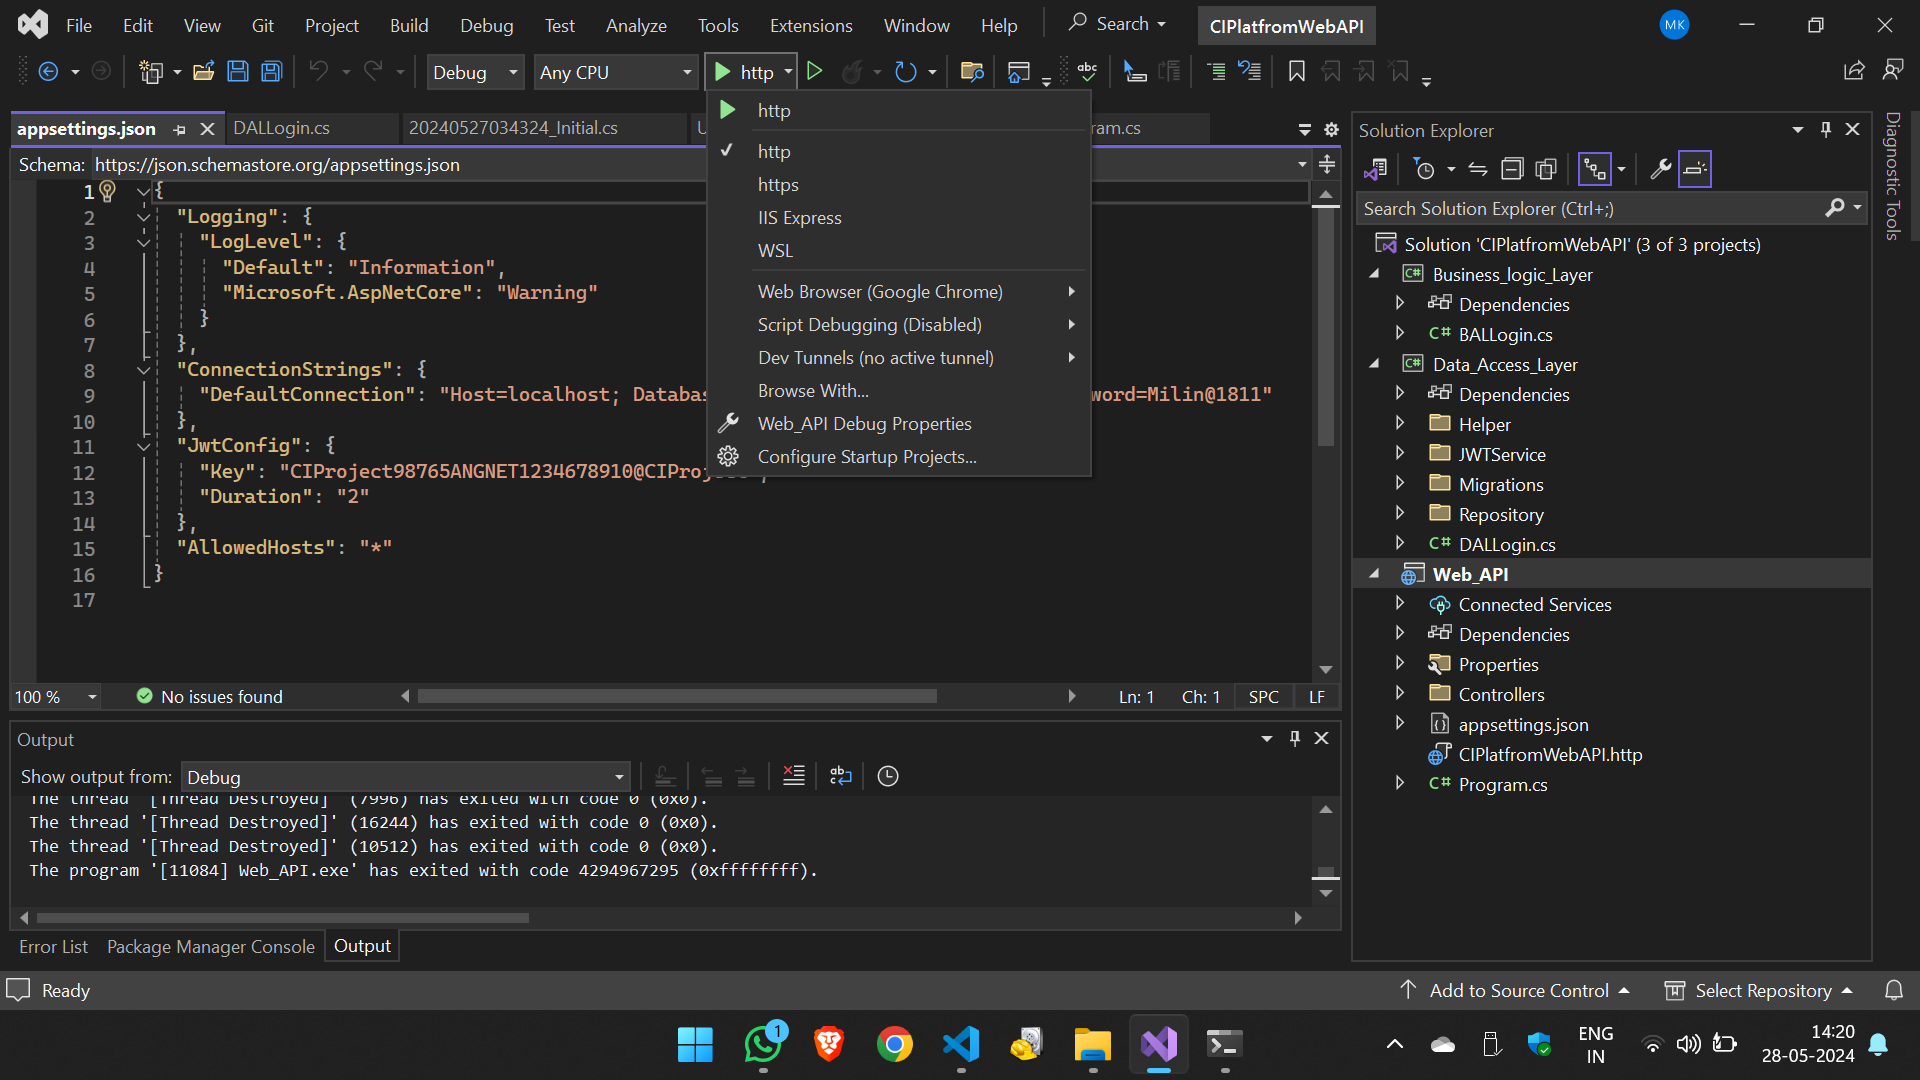 File Edit View Git Project Build Debug Test Analyze Tools Extensions Window Help Search CIPlatfromWebAPI MK
Debug Any CPU http
appsettings.json DALLogin.cs 20240527034324_Initial.cs
Schema: https://json.schemastore.org/appsettings.json
1 {
2 "Logging": {
3 "LogLevel": {
4 "Default": "Information",
5 "Microsoft.AspNetCore": "Warning"
6 }
7 },
8 "ConnectionStrings": {
9 "DefaultConnection": "Host=localhost; Databas word=Milin@1811"
10 },
11 "JwtConfig": {
12 "Key": "CIProject98765ANGNET1234678910@CIProj
13 "Duration": "2"
14 },
15 "AllowedHosts": "*"
16 }
17
http
http
https
IIS Express
WSL
Web Browser (Google Chrome)
Script Debugging (Disabled)
Dev Tunnels (no active tunnel)
Browse With...
Web_API Debug Properties
Configure Startup Projects...
100 % No issues found Ln: 1 Ch: 1 SPC LF
Output
Show output from: Debug
The thread '[Thread Destroyed]' (7996) has exited with code 0 (0x0).
The thread '[Thread Destroyed]' (16244) has exited with code 0 (0x0).
The thread '[Thread Destroyed]' (10512) has exited with code 0 (0x0).
The program '[11084] Web_API.exe' has exited with code 4294967295 (0xffffffff).
Error List Package Manager Console Output
Solution Explorer
Search Solution Explorer (Ctrl+;)
Solution 'CIPlatfromWebAPI' (3 of 3 projects)
Business_logic_Layer
Dependencies
C# BALLogin.cs
Data_Access_Layer
Dependencies
Helper
JWTService
Migrations
Repository
C# DALLogin.cs
Web_API
Connected Services
Dependencies
Properties
Controllers
appsettings.json
CIPlatfromWebAPI.http
C# Program.cs
Diagnostic Tools
Ready Add to Source Control Select Repository
1
ENG
IN
14:20
28-05-2024